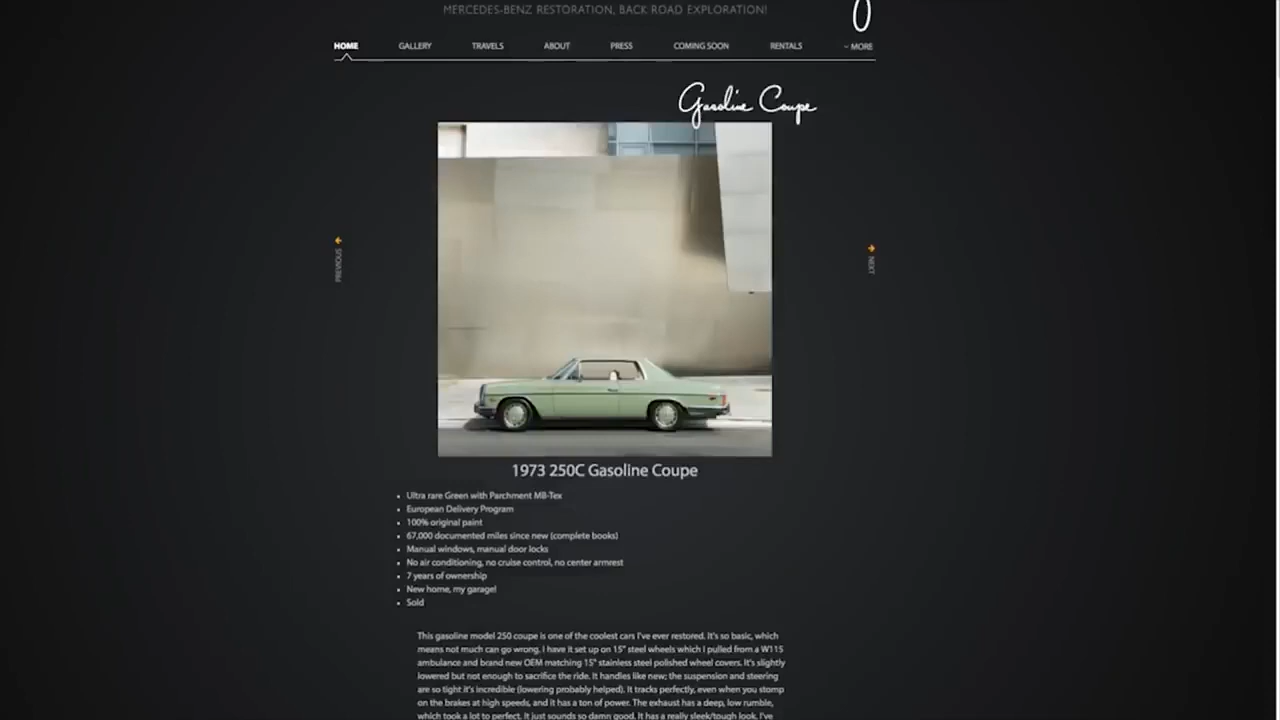 MERCEDES-BENZ RESTORATION, BACK ROAD EXPLORATION!
HOME GALLERY TRAVELS ABOUT PRESS COMING SOON RENTALS ~ MORE
Gasoline Coupe
PREVIOUS
NEXT
1973 250C Gasoline Coupe
• Ultra rare Green with Parchment MB-Tex
• European Delivery Program
• 100% original paint
• 67,000 documented miles since new (complete books)
• Manual windows, manual door locks
• No air conditioning, no cruise control, no center armrest
• 7 years of ownership
• New home, my garage!
• Sold
This gasoline model 250 coupe is one of the coolest cars I've ever restored. It's so basic, which
means not much can go wrong. I have it set up on 15" steel wheels which I pulled from a W115
ambulance and brand new OEM matching 15" stainless steel polished wheel covers. It's slightly
lowered but not enough to sacrifice the ride. It handles like new; the suspension and steering
are so tight it's incredible (lowering probably helped). It tracks perfectly, even when you stomp
on the brakes at high speeds, and it has a ton of power. The exhaust has a deep, low rumble,
which took a lot to perfect. It just sounds so damn good. It has a really sleek/tough look. I've